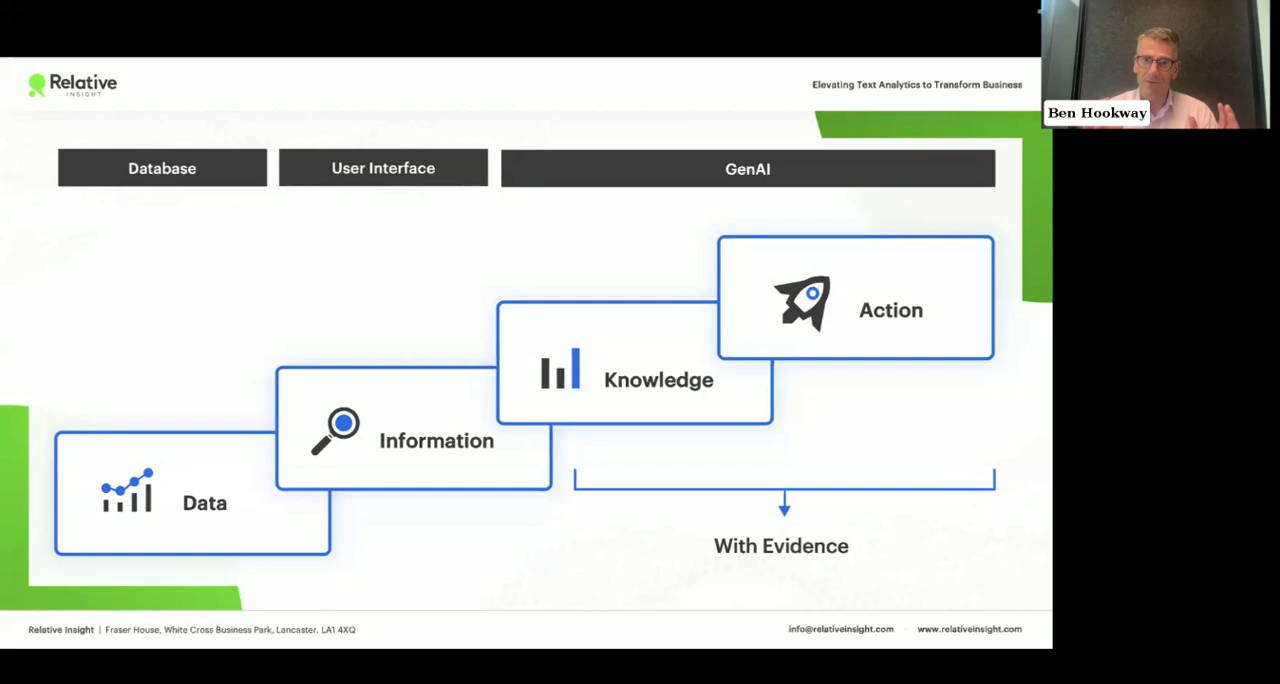 Relative
INSIGHT
Elevating Text Analytics to Transform Business
Ben Hookway
Database
User Interface
GenAI
Action
Knowledge
Information
Data
With Evidence
Relative Insight | Fraser House, White Cross Business Park, Lancaster. LA1 4XQ
info@relativeinsight.com
www.relativeinsight.com